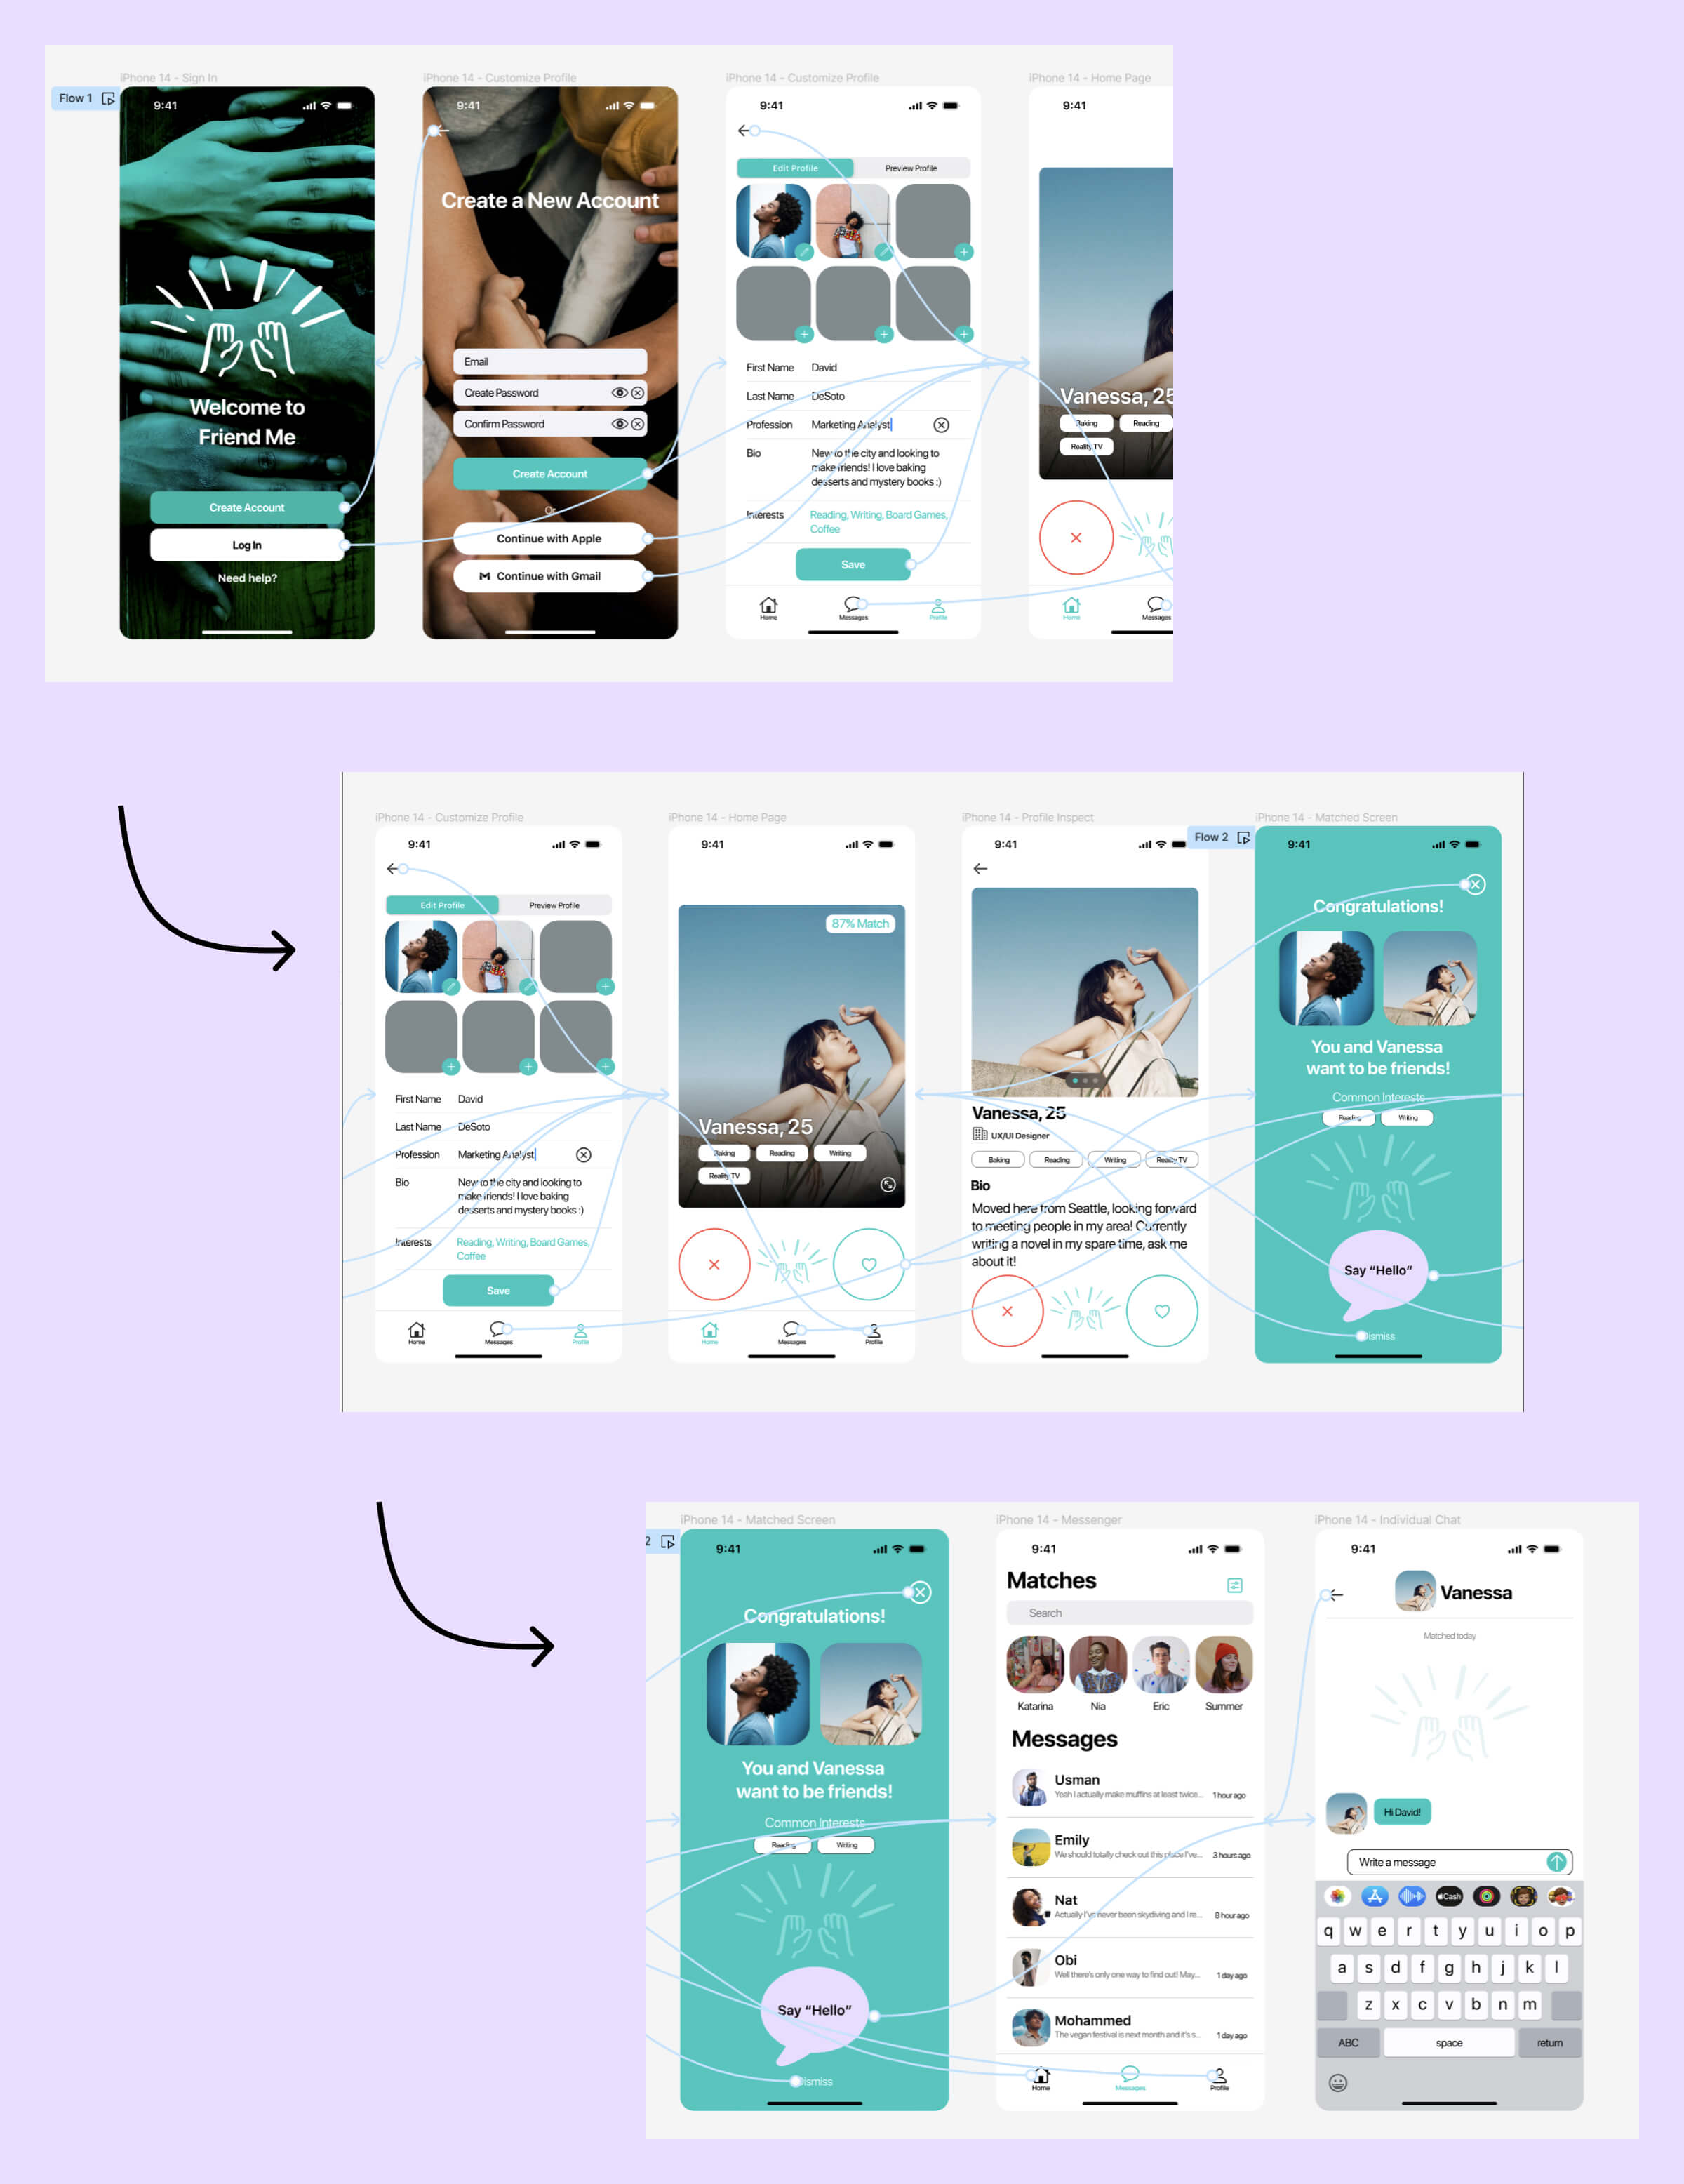 iPhone 14 - Sign In
iPhone 14 - Customize Profile
iPhone 14 - Customize Profile
iPhone 14 - Home Page
Flow 1
9:41
Welcome to
Friend Me
Create Account
Log In
Need help?
9:41
Create a New Account
Email
Create Password
Confirm Password
Create Account
Or
Continue with Apple
Continue with Gmail
9:41
Edit Profile
Preview Profile
First Name David
Last Name DeSoto
Profession Marketing Analyst
Bio New to the city and looking to
make friends! I love baking
desserts and mystery books :)
Interests Reading, Writing, Board Games,
Coffee
Save
Home
Messages
Profile
9:41
Vanessa, 25
Baking
Reading
Reality TV
Home
Messages
iPhone 14 - Customize Profile
iPhone 14 - Home Page
iPhone 14 - Profile Inspect
iPhone 14 - Matched Screen
9:41
Edit Profile
Preview Profile
First Name David
Last Name DeSoto
Profession Marketing Analyst
Bio New to the city and looking to
make friends! I love baking
desserts and mystery books :)
Interests Reading, Writing, Board Games,
Coffee
Save
Home
Messages
Profile
9:41
87% Match
Vanessa, 25
Baking
Reading
Writing
Reality TV
Home
Messages
Profile
9:41
Vanessa, 25
UX/UI Designer
Baking
Reading
Writing
Reality TV
Bio
Moved here from Seattle, looking forward
to meeting people in my area! Currently
writing a novel in my spare time, ask me
about it!
Flow 2
9:41
Congratulations!
You and Vanessa
want to be friends!
Common Interests
Reading
Writing
Say “Hello”
Dismiss
iPhone 14 - Matched Screen
iPhone 14 - Messenger
iPhone 14 - Individual Chat
2
9:41
Congratulations!
You and Vanessa
want to be friends!
Common Interests
Reading
Writing
Say “Hello”
Dismiss
9:41
Matches
Search
Katarina
Nia
Eric
Summer
Messages
Usman
Yeah I actually make muffins at least twice... 1 hour ago
Emily
We should totally check out this place I've... 3 hours ago
Nat
Actually I've never been skydiving and I re... 8 hour ago
Obi
Well there's only one way to find out! May... 1 day ago
Mohammed
The vegan festival is next month and it's s... 1 day ago
Home
Messages
Profile
9:41
Vanessa
Matched today
Hi David!
Write a message
Cash
q w e r t y u i o p
a s d f g h j k l
z x c v b n m
ABC space return